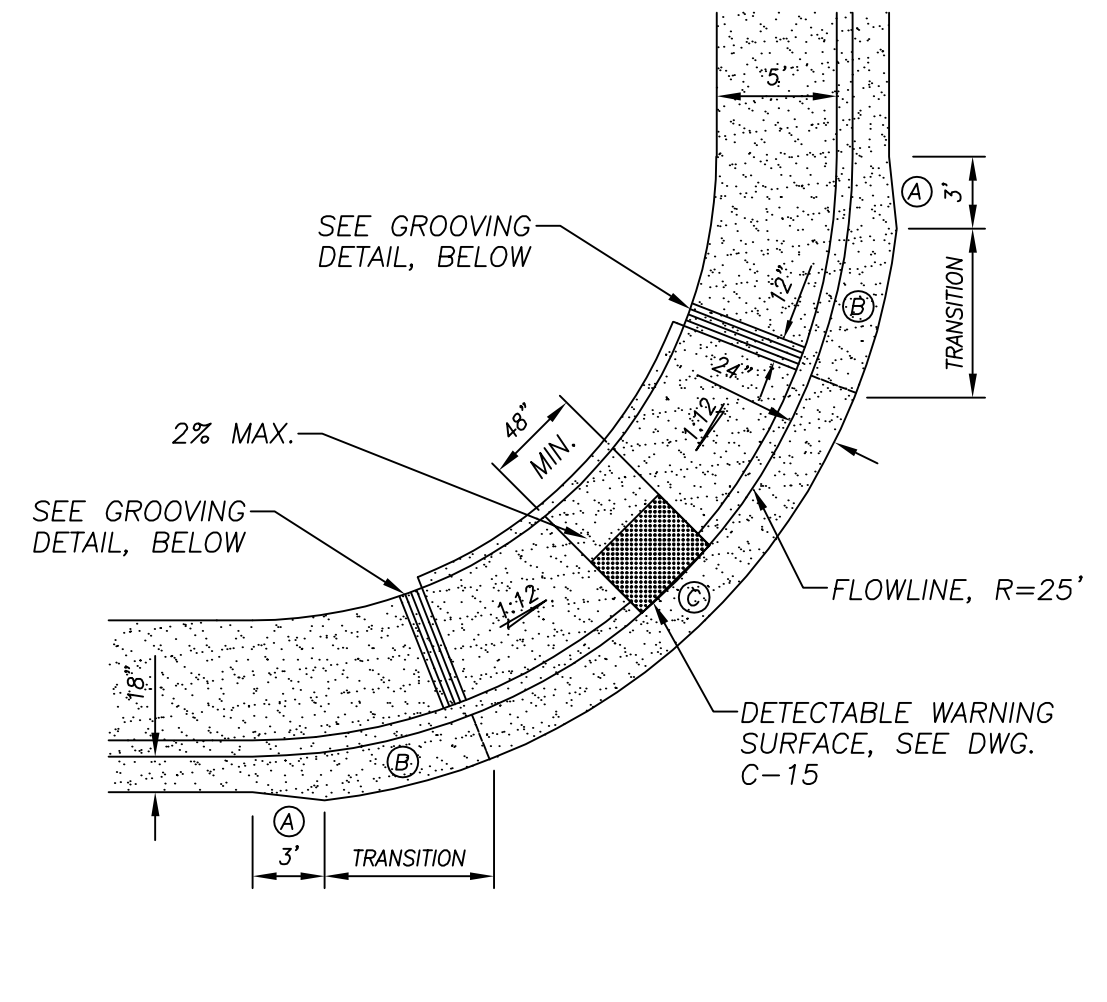 5'
A 3'
SEE GROOVING
DETAIL, BELOW
12"
TRANSITION
B
24"
1:12
48"
MIN.
2% MAX.
SEE GROOVING
DETAIL, BELOW
1:12
C
FLOWLINE, R=25'
18"
DETECTABLE WARNING
SURFACE, SEE DWG.
C-15
B
A
3'
TRANSITION